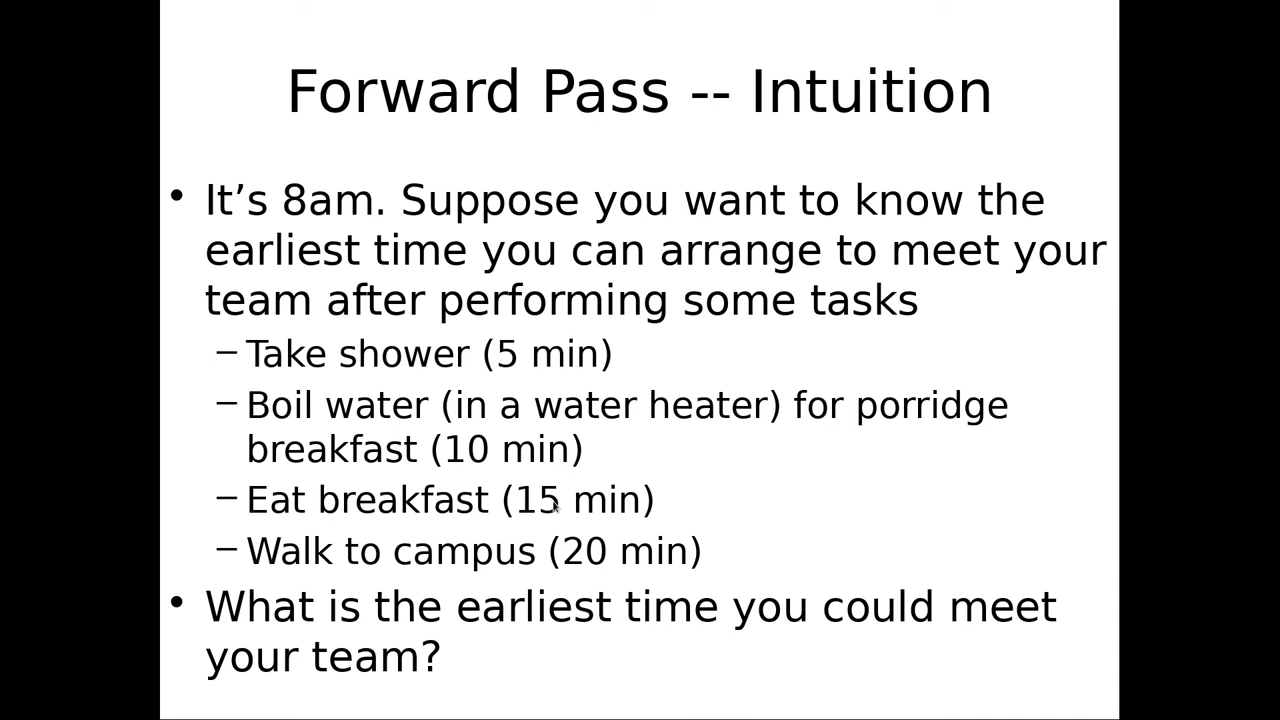 Forward Pass -- Intuition
• It’s 8am. Suppose you want to know the
earliest time you can arrange to meet your
team after performing some tasks
– Take shower (5 min)
– Boil water (in a water heater) for porridge
breakfast (10 min)
– Eat breakfast (15 min)
– Walk to campus (20 min)
• What is the earliest time you could meet
your team?